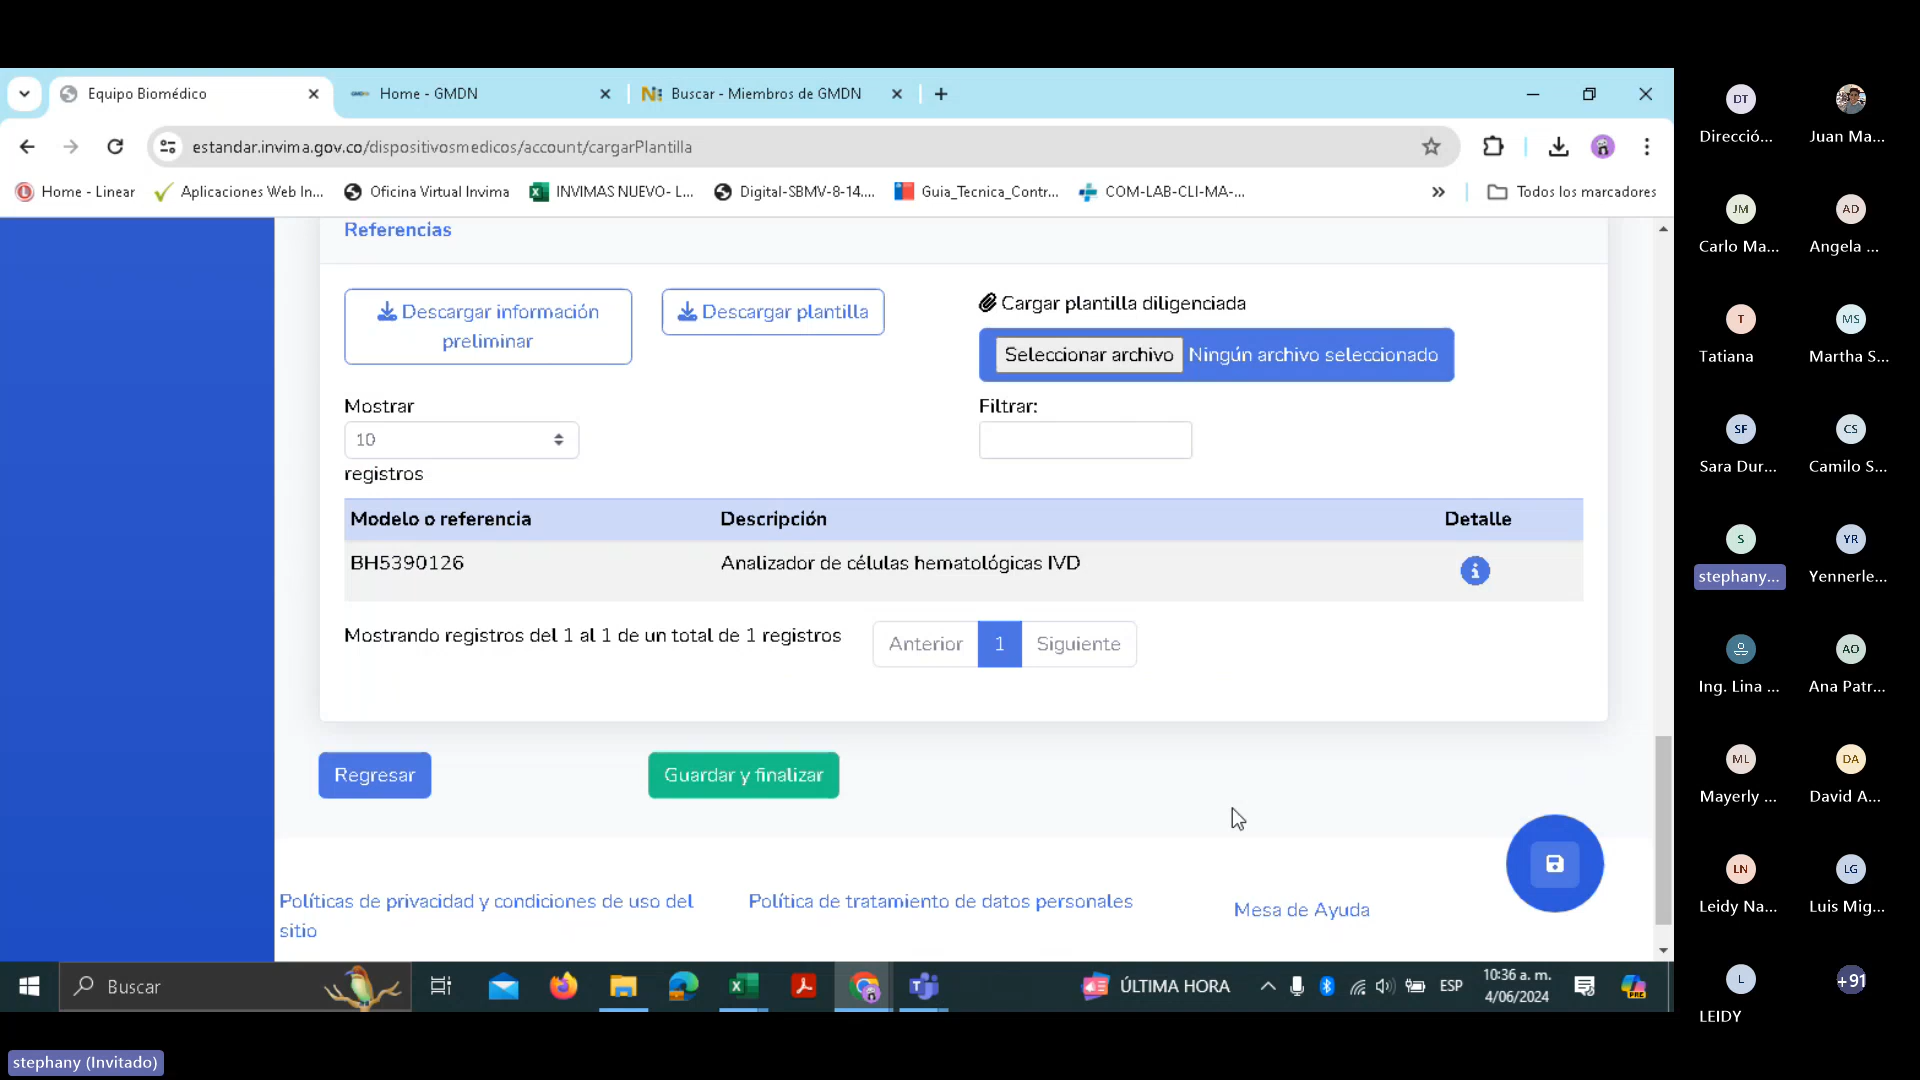 Equipo Biomédico
Home - GMDN
Buscar - Miembros de GMDN
estandar.invima.gov.co/dispositivosmedicos/account/cargarPlantilla
Home - Linear
Aplicaciones Web In...
Oficina Virtual Invima
INVIMAS NUEVO- L...
Digital-SBMV-8-14....
Guia_Tecnica_Contr...
COM-LAB-CLI-MA-...
Todos los marcadores
Referencias
Descargar información
preliminar
Descargar plantilla
Cargar plantilla diligenciada
Seleccionar archivo Ningún archivo seleccionado
Mostrar
10
registros
Filtrar:
Modelo o referencia Descripción Detalle
BH5390126 Analizador de células hematológicas IVD
Mostrando registros del 1 al 1 de un total de 1 registros
Anterior 1 Siguiente
Regresar
Guardar y finalizar
Políticas de privacidad y condiciones de uso del
sitio
Política de tratamiento de datos personales
Mesa de Ayuda
Buscar
ÚLTIMA HORA
ESP
10:36 a. m.
4/06/2024
PRE
DT
Direcció...
Juan Ma...
JM
Carlo Ma...
AD
Angela ...
T
Tatiana
MS
Martha S...
SF
Sara Dur...
CS
Camilo S...
S
stephany...
YR
Yennerle...
Ing. Lina ...
AO
Ana Patr...
ML
Mayerly ...
DA
David A...
LN
Leidy Na...
LG
Luis Mig...
L
LEIDY
+91
stephany (Invitado)